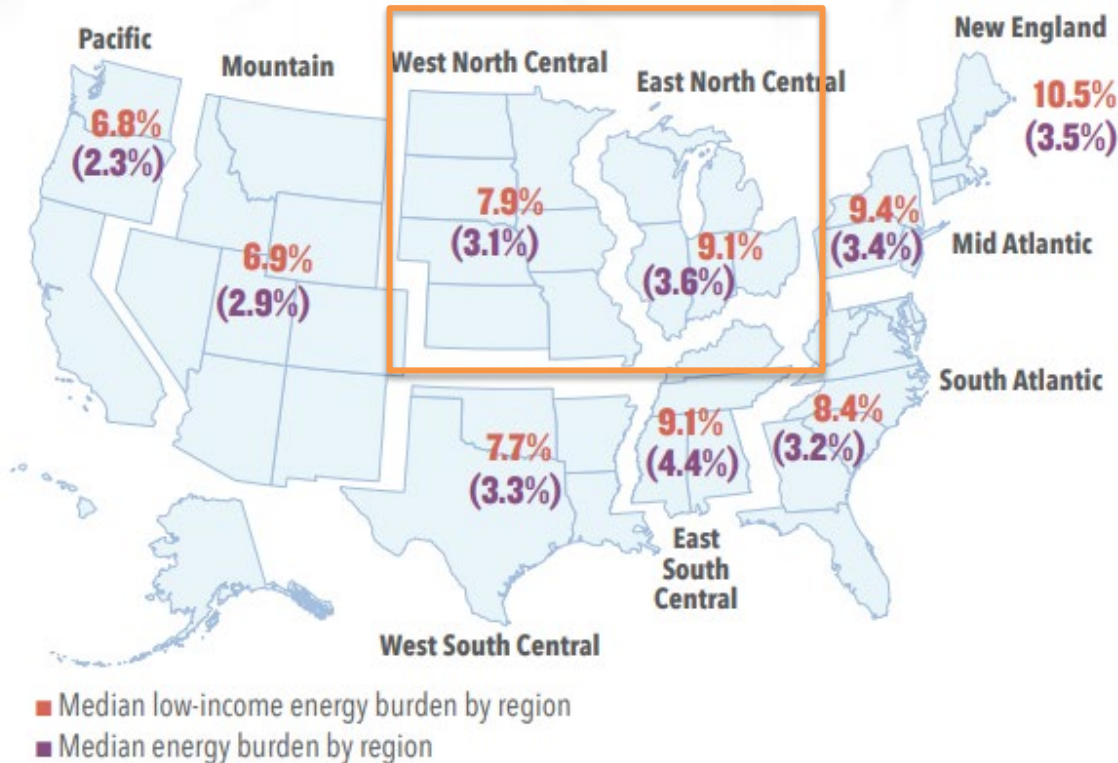 Pacific
6.8%
(2.3%)
Mountain
6.9%
(2.9%)
West North Central
7.9%
(3.1%)
East North Central
9.1%
(3.6%)
New England
10.5%
(3.5%)
9.4%
(3.4%)
Mid Atlantic
South Atlantic
8.4%
(3.2%)
9.1%
(4.4%)
East
South
Central
7.7%
(3.3%)
West South Central
Median low-income energy burden by region
Median energy burden by region